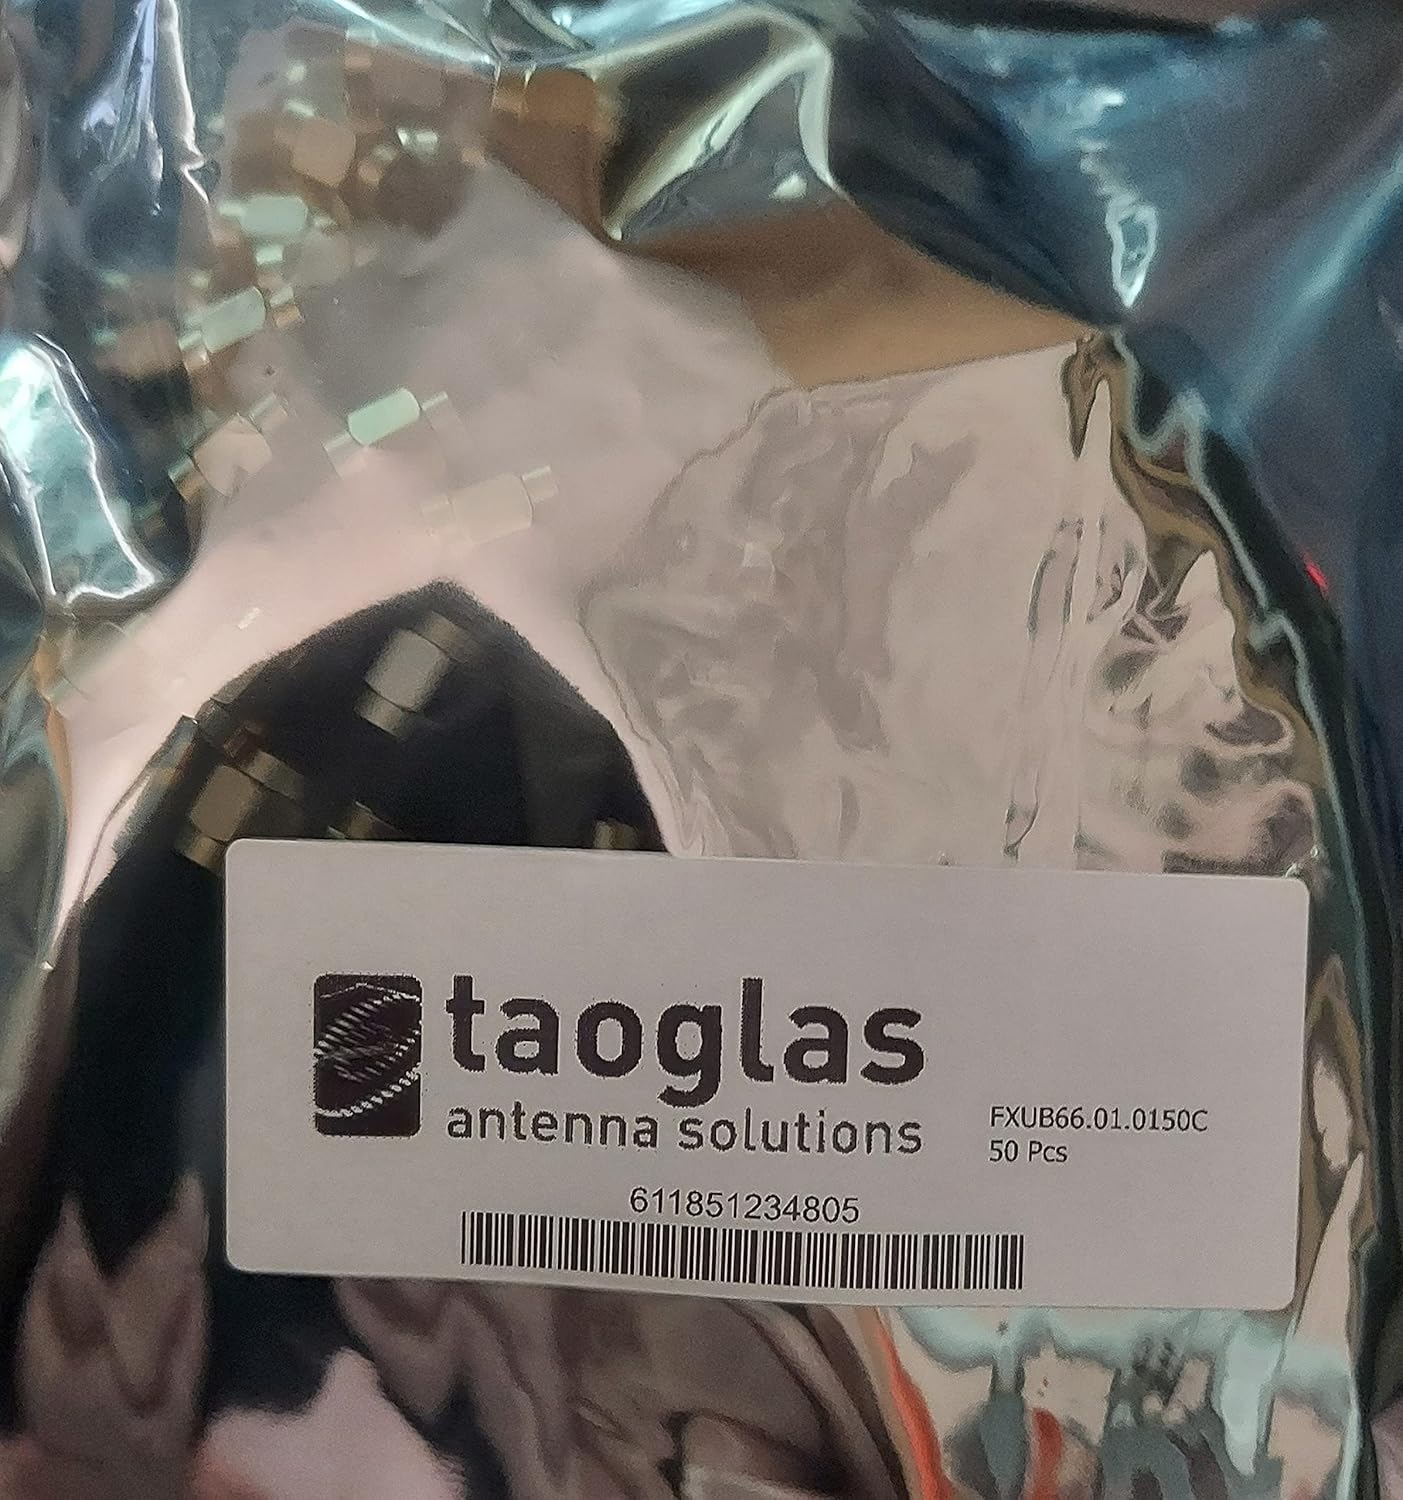 taoglas
antenna solutions
FXUB66.01.0150C
50 Pcs
611851234805